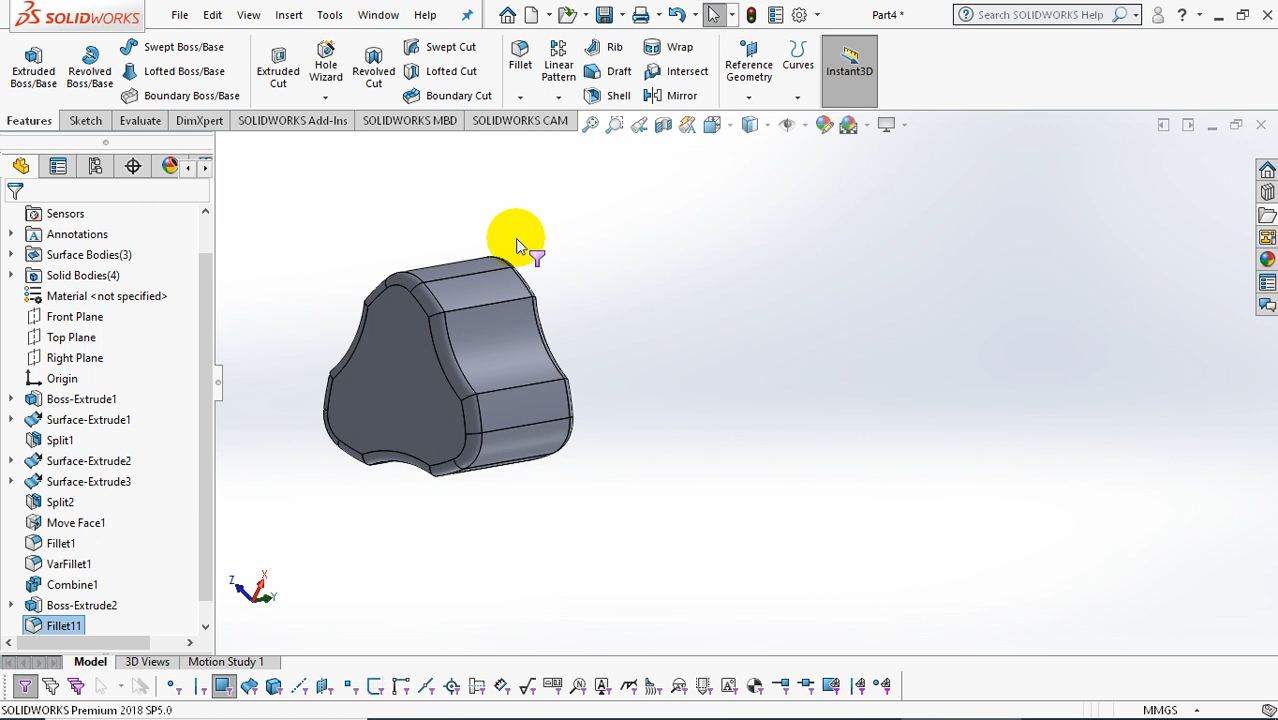 SOLIDWORKS
File Edit View Insert Tools Window Help
Part4 *
Search SOLIDWORKS Help
Extruded Boss/Base
Revolved Boss/Base
Swept Boss/Base
Lofted Boss/Base
Boundary Boss/Base
Extruded Cut
Hole Wizard
Revolved Cut
Swept Cut
Lofted Cut
Boundary Cut
Fillet
Linear Pattern
Rib
Draft
Shell
Wrap
Intersect
Mirror
Reference Geometry
Curves
Instant3D
Features Sketch Evaluate DimXpert SOLIDWORKS Add-Ins SOLIDWORKS MBD SOLIDWORKS CAM
Sensors
Annotations
Surface Bodies(3)
Solid Bodies(4)
Material <not specified>
Front Plane
Top Plane
Right Plane
Origin
Boss-Extrude1
Surface-Extrude1
Split1
Surface-Extrude2
Surface-Extrude3
Split2
Move Face1
Fillet1
VarFillet1
Combine1
Boss-Extrude2
Fillet11
Z X Y
Model 3D Views Motion Study 1
SOLIDWORKS Premium 2018 SP5.0
MMGS